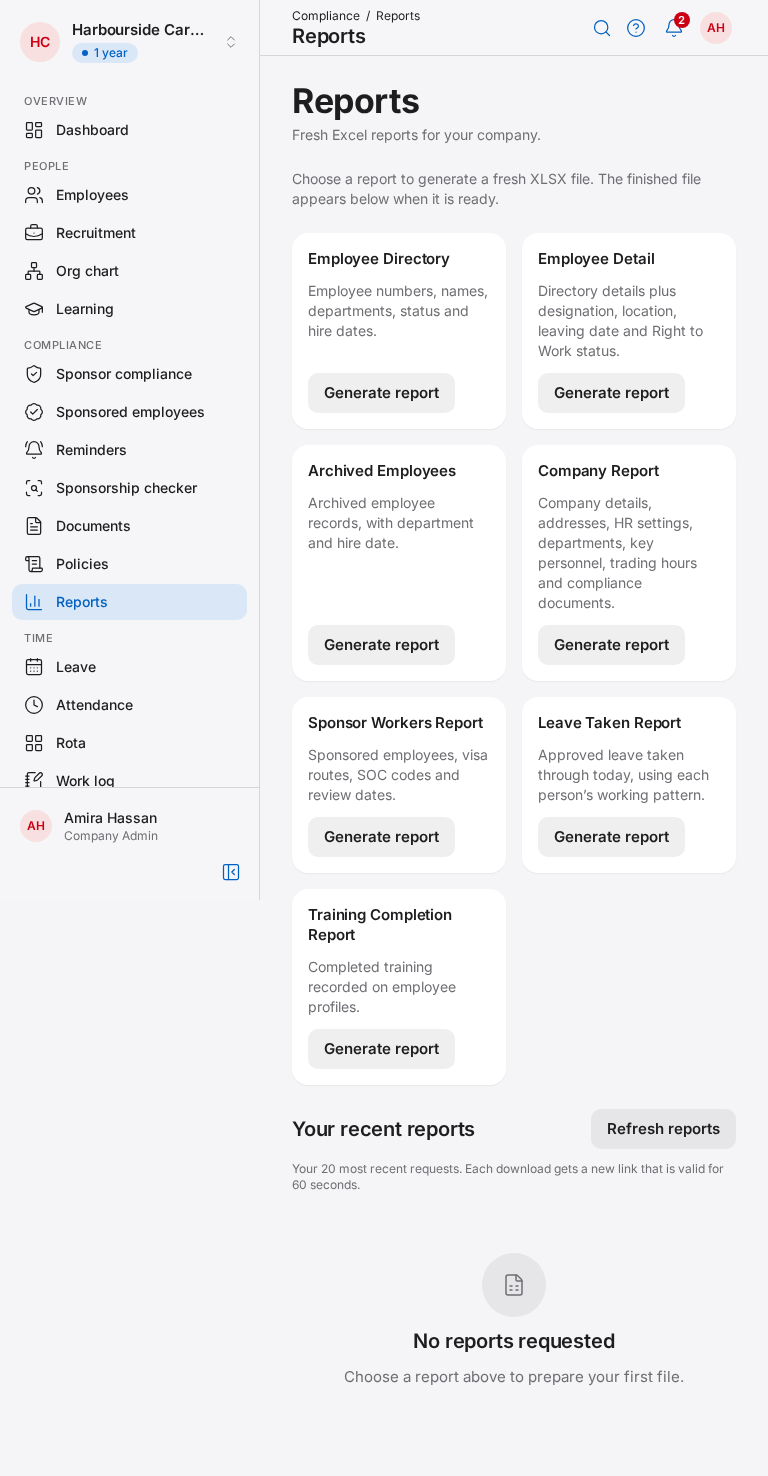 HC
Harbourside Car...
1 year
OVERVIEW
Dashboard
PEOPLE
Employees
Recruitment
Org chart
Learning
COMPLIANCE
Sponsor compliance
Sponsored employees
Reminders
Sponsorship checker
Documents
Policies
Reports
TIME
Leave
Attendance
Rota
Work log
AH
Amira Hassan
Company Admin
Compliance / Reports
Reports
2
AH
Reports
Fresh Excel reports for your company.
Choose a report to generate a fresh XLSX file. The finished file
appears below when it is ready.
Employee Directory
Employee numbers, names,
departments, status and
hire dates.
Generate report
Employee Detail
Directory details plus
designation, location,
leaving date and Right to
Work status.
Generate report
Archived Employees
Archived employee
records, with department
and hire date.
Generate report
Company Report
Company details,
addresses, HR settings,
departments, key
personnel, trading hours
and compliance
documents.
Generate report
Sponsor Workers Report
Sponsored employees, visa
routes, SOC codes and
review dates.
Generate report
Leave Taken Report
Approved leave taken
through today, using each
person’s working pattern.
Generate report
Training Completion
Report
Completed training
recorded on employee
profiles.
Generate report
Your recent reports
Refresh reports
Your 20 most recent requests. Each download gets a new link that is valid for
60 seconds.
No reports requested
Choose a report above to prepare your first file.